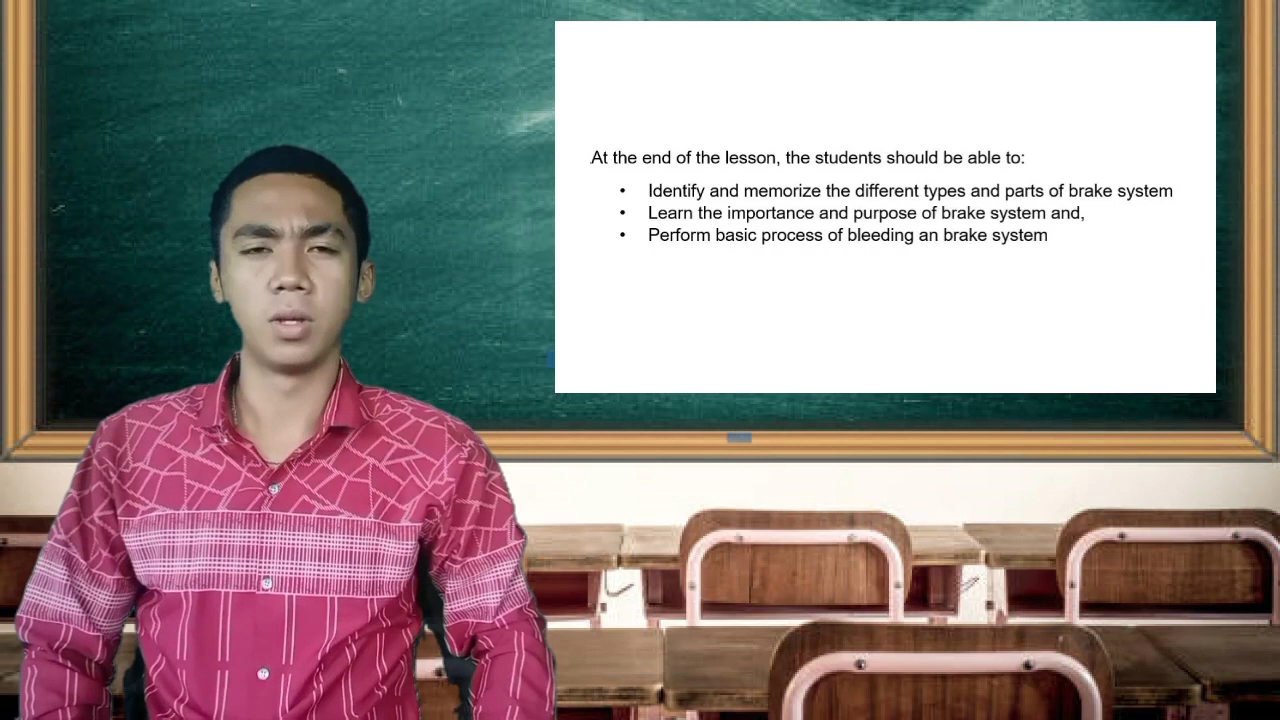 At the end of the lesson, the students should be able to:
• Identify and memorize the different types and parts of brake system
• Learn the importance and purpose of brake system and,
• Perform basic process of bleeding an brake system